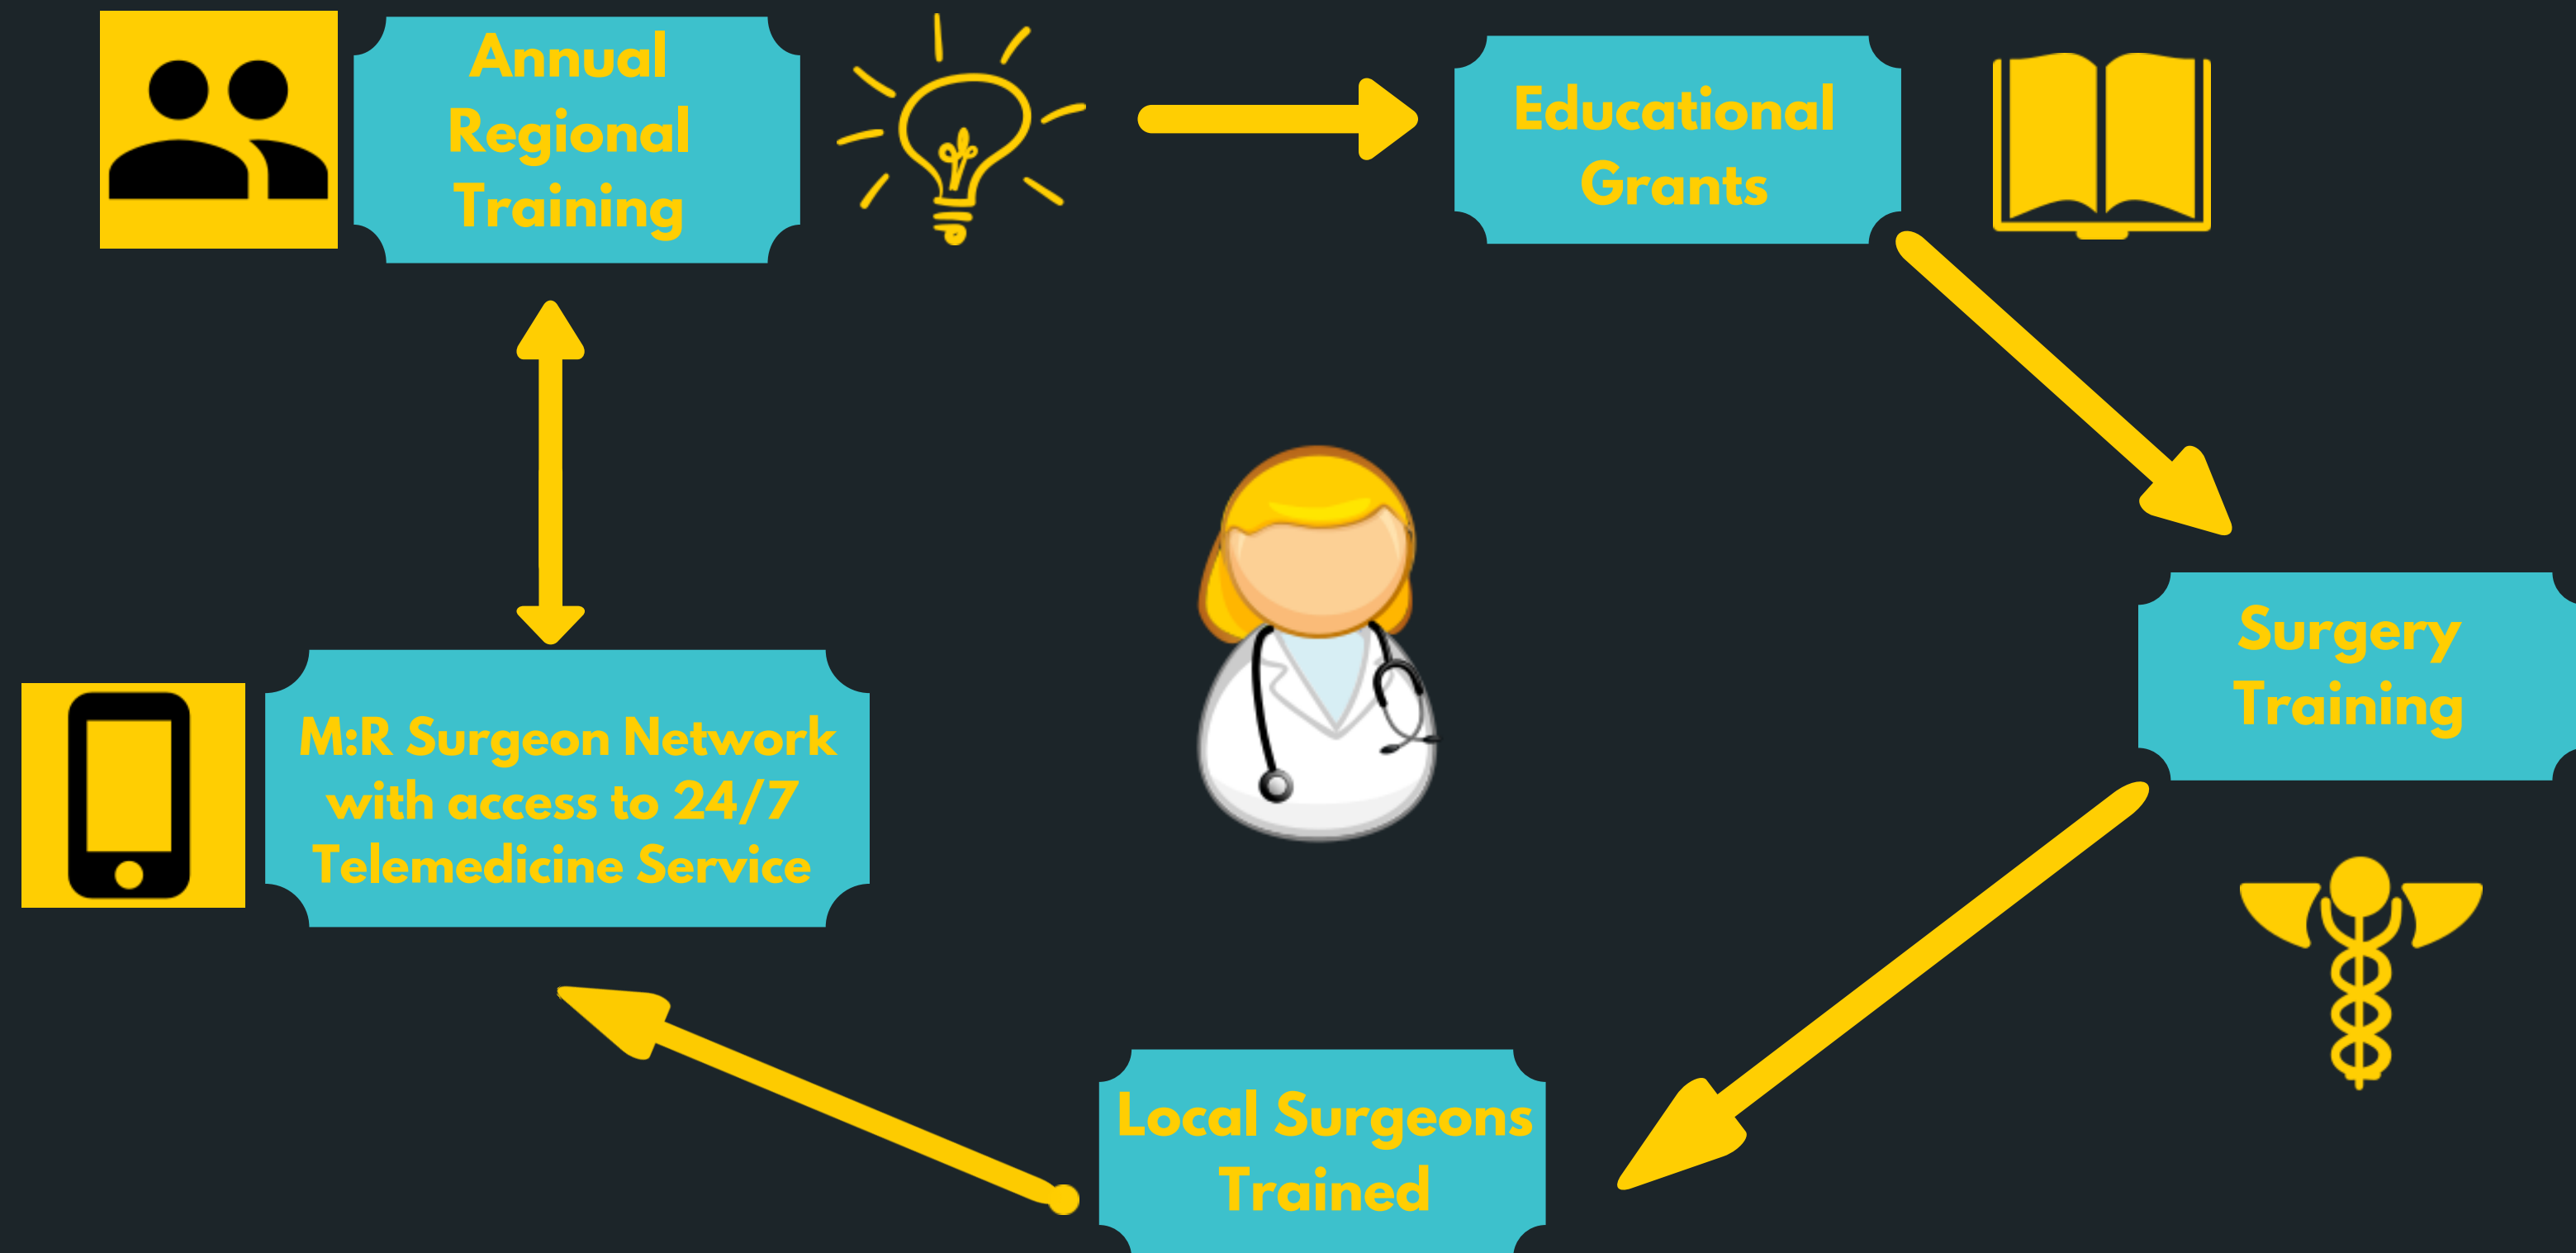 Annual
Regional
Training
Educational
Grants
Surgery
Training
Local Surgeons
Trained
M:R Surgeon Network
with access to 24/7
Telemedicine Service